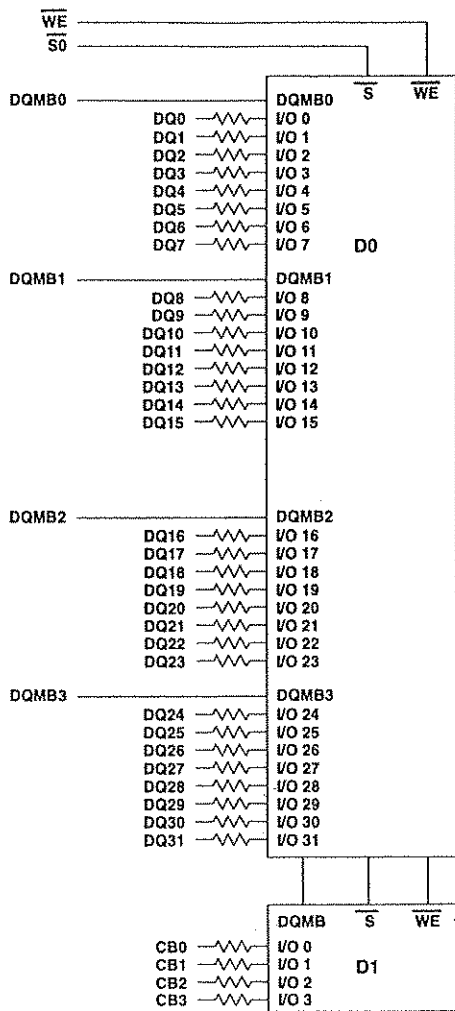 WE
S0
S WE
DQMB0 DQMB0
DQ0 I/O 0
DQ1 I/O 1
DQ2 I/O 2
DQ3 I/O 3
DQ4 I/O 4
DQ5 I/O 5
DQ6 I/O 6
DQ7 I/O 7
D0
DQMB1 DQMB1
DQ8 I/O 8
DQ9 I/O 9
DQ10 I/O 10
DQ11 I/O 11
DQ12 I/O 12
DQ13 I/O 13
DQ14 I/O 14
DQ15 I/O 15
DQMB2 DQMB2
DQ16 I/O 16
DQ17 I/O 17
DQ18 I/O 18
DQ19 I/O 19
DQ20 I/O 20
DQ21 I/O 21
DQ22 I/O 22
DQ23 I/O 23
DQMB3 DQMB3
DQ24 I/O 24
DQ25 I/O 25
DQ26 I/O 26
DQ27 I/O 27
DQ28 I/O 28
DQ29 I/O 29
DQ30 I/O 30
DQ31 I/O 31
DQMB S WE
CB0 I/O 0
CB1 I/O 1
CB2 I/O 2
CB3 I/O 3
D1